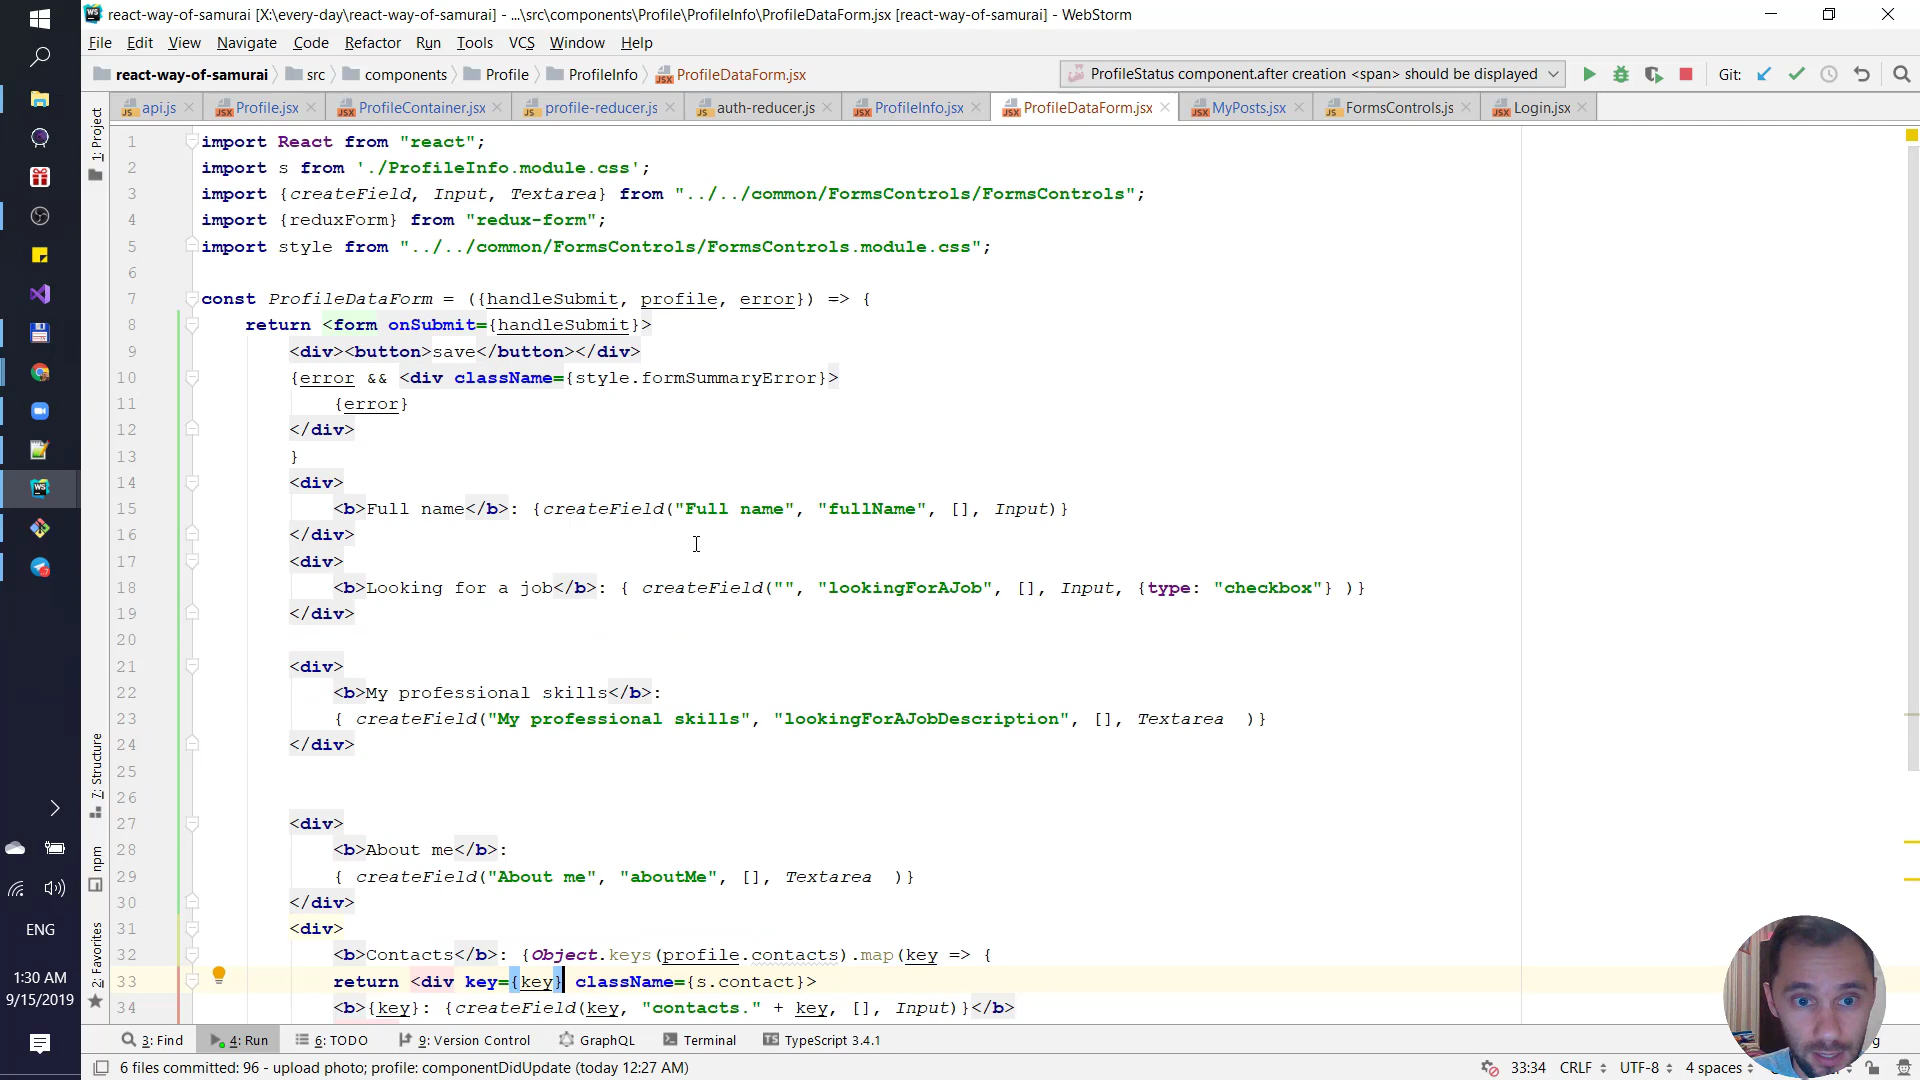 react-way-of-samurai [X:\every-day\react-way-of-samurai] - ...\src\components\Profile\ProfileInfo\ProfileDataForm.jsx [react-way-of-samurai] - WebStorm
File Edit View Navigate Code Refactor Run Tools VCS Window Help
react-way-of-samurai src components Profile ProfileInfo ProfileDataForm.jsx ProfileStatus component.after creation <span> should be displayed Git:
api.js Profile.jsx ProfileContainer.jsx profile-reducer.js auth-reducer.js ProfileInfo.jsx ProfileDataForm.jsx MyPosts.jsx FormsControls.js Login.jsx
1: Project
7: Structure
npm
2: Favorites
1 import React from "react";
2 import s from './ProfileInfo.module.css';
3 import {createField, Input, Textarea} from "../../common/FormsControls/FormsControls";
4 import {reduxForm} from "redux-form";
5 import style from "../../common/FormsControls/FormsControls.module.css";
6
7 const ProfileDataForm = ({handleSubmit, profile, error}) => {
8 return <form onSubmit={handleSubmit}>
9 <div><button>save</button></div>
10 {error && <div className={style.formSummaryError}>
11 {error}
12 </div>
13 }
14 <div>
15 <b>Full name</b>: {createField("Full name", "fullName", [], Input)}
16 </div>
17 <div>
18 <b>Looking for a job</b>: { createField("", "lookingForAJob", [], Input, {type: "checkbox"} )}
19 </div>
20
21 <div>
22 <b>My professional skills</b>:
23 { createField("My professional skills", "lookingForAJobDescription", [], Textarea )}
24 </div>
25
26
27 <div>
28 <b>About me</b>:
29 { createField("About me", "aboutMe", [], Textarea )}
30 </div>
31 <div>
32 <b>Contacts</b>: {Object.keys(profile.contacts).map(key => {
33 return <div key={key} className={s.contact}>
34 <b>{key}: {createField(key, "contacts." + key, [], Input)}</b>
WS
ENG
1:30 AM
9/15/2019
3: Find 4: Run 6: TODO 9: Version Control GraphQL Terminal TypeScript 3.4.1
6 files committed: 96 - upload photo; profile: componentDidUpdate (today 12:27 AM) 33:34 CRLF UTF-8 4 spaces